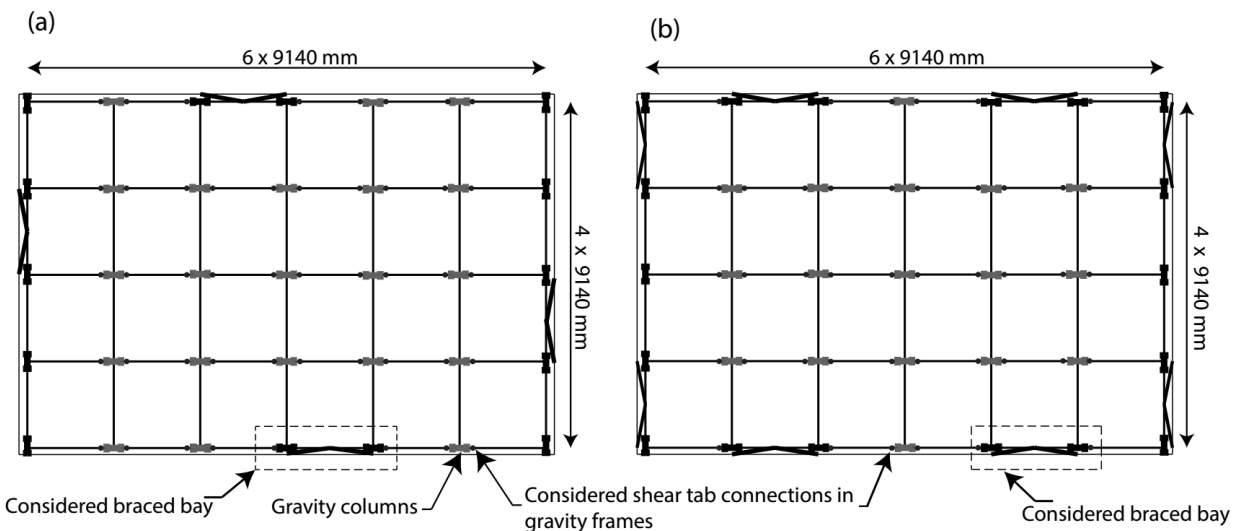 (a)
6 x 9140 mm
4 x 9140 mm
Considered braced bay
Gravity columns
Considered shear tab connections in
gravity frames
(b)
6 x 9140 mm
4 x 9140 mm
Considered braced bay